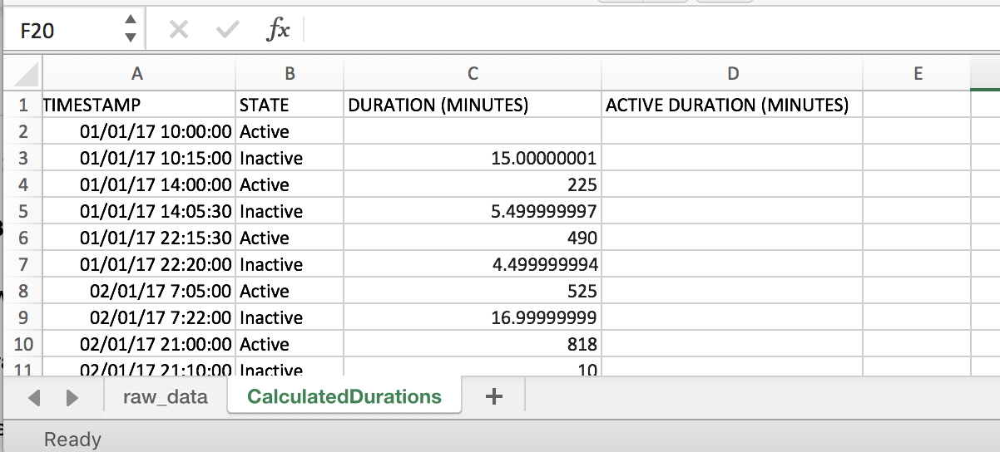 F20 fx
A B C D E
1 TIMESTAMP STATE DURATION (MINUTES) ACTIVE DURATION (MINUTES)
2 01/01/17 10:00:00 Active
3 01/01/17 10:15:00 Inactive 15.00000001
4 01/01/17 14:00:00 Active 225
5 01/01/17 14:05:30 Inactive 5.499999997
6 01/01/17 22:15:30 Active 490
7 01/01/17 22:20:00 Inactive 4.499999994
8 02/01/17 7:05:00 Active 525
9 02/01/17 7:22:00 Inactive 16.99999999
10 02/01/17 21:00:00 Active 818
11 02/01/17 21:10:00 Inactive 10
raw_data CalculatedDurations +
Ready